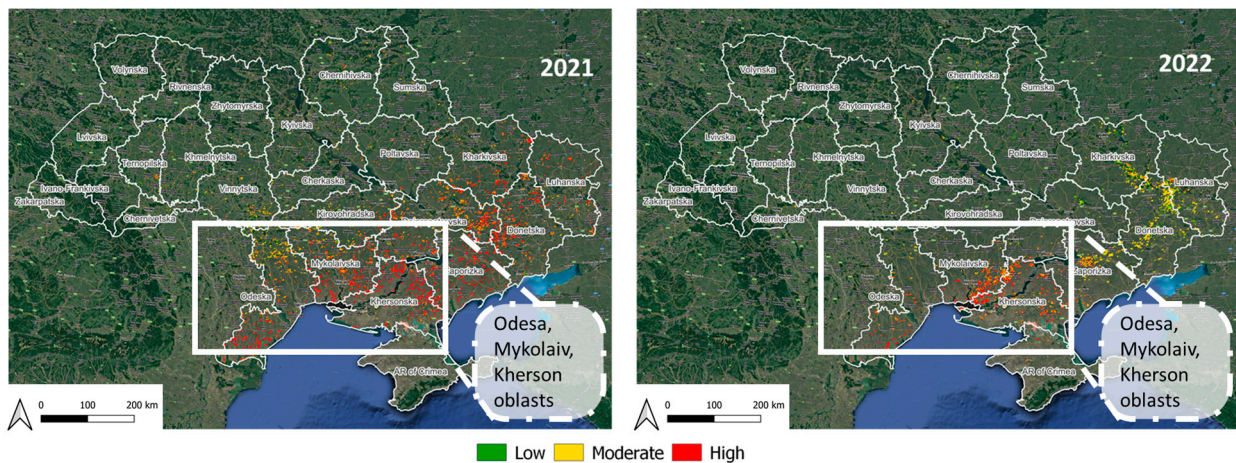 2021
Volynska
Rivnenska
Zhytomyrska
Kyivska
Chernihivska
Sumska
Lvivska
Ternopilska
Khmelnytska
Vinnytska
Cherkaska
Poltavska
Kharkivska
Luhanska
Ivano-Frankivska
Zakarpatska
Chernivetska
Kirovohradska
Donetska
Mykolaivska
Odeska
Khersonska
AR of Crimea
Odesa,
Mykolaiv,
Kherson
oblasts
0 100 200 km
2022
Volynska
Rivnenska
Zhytomyrska
Kyivska
Chernihivska
Sumska
Lvivska
Ternopilska
Khmelnytska
Vinnytska
Cherkaska
Poltavska
Kharkivska
Luhanska
Ivano-Frankivska
Zakarpatska
Chernivetska
Kirovohradska
Donetska
Mykolaivska
Odeska
Khersonska
AR of Crimea
Odesa,
Mykolaiv,
Kherson
oblasts
0 100 200 km
Low Moderate High